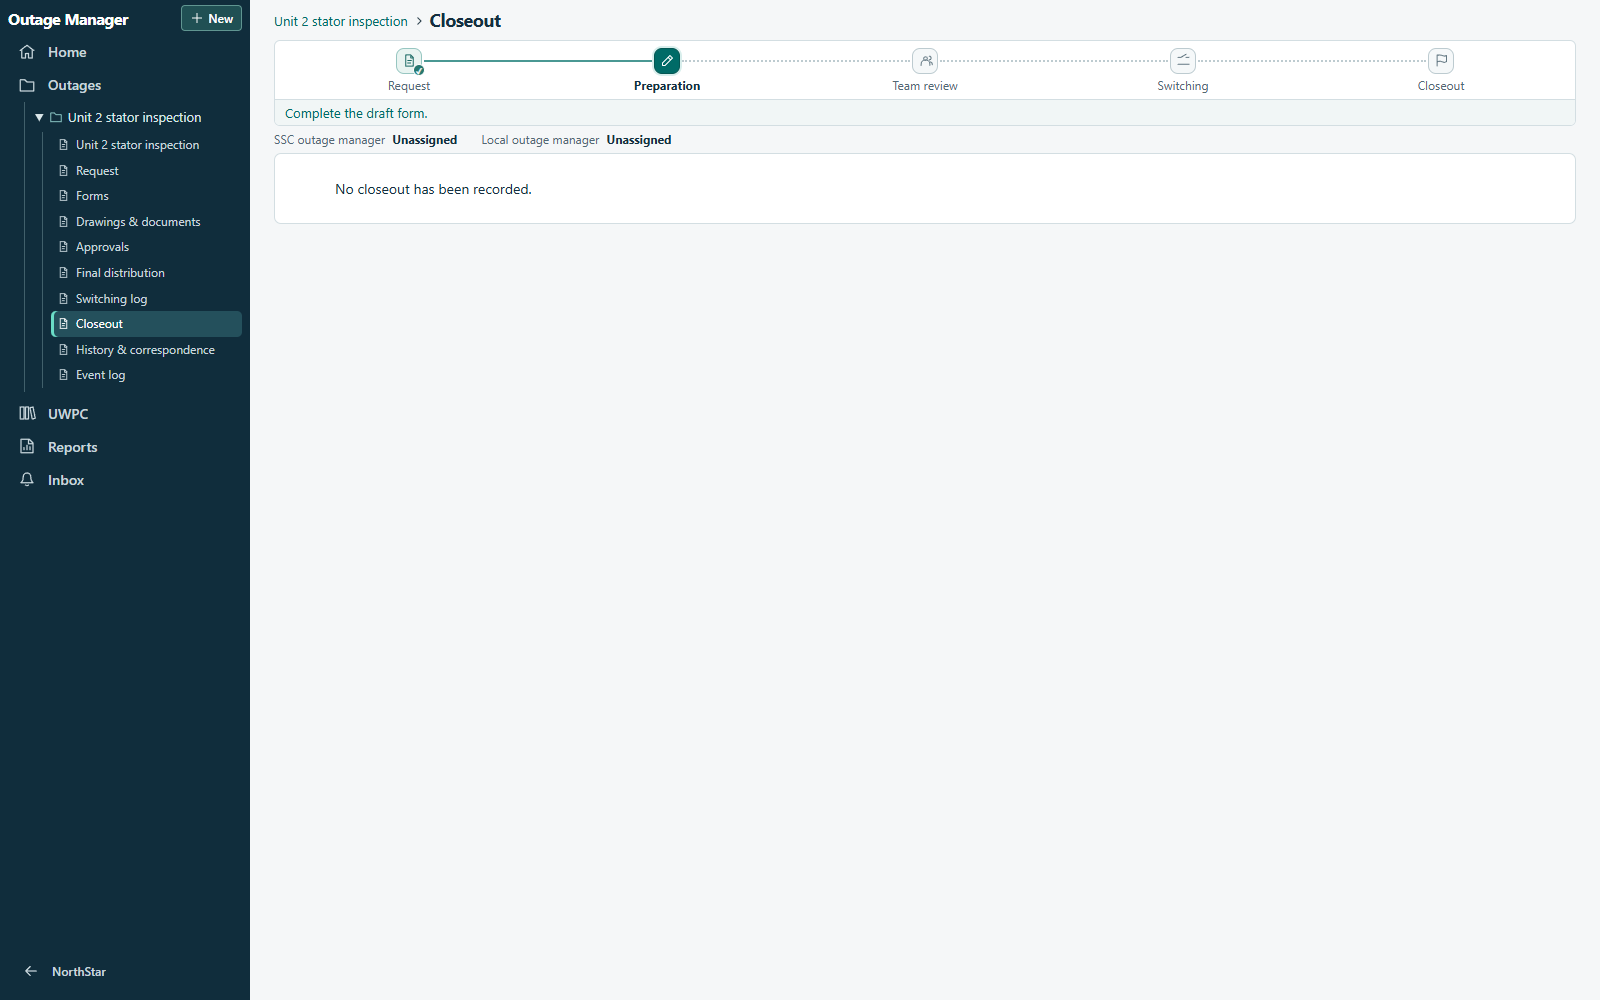 Outage Manager
New
Home
Outages
Unit 2 stator inspection
Unit 2 stator inspection
Request
Forms
Drawings & documents
Approvals
Final distribution
Switching log
Closeout
History & correspondence
Event log
UWPC
Reports
Inbox
NorthStar
Unit 2 stator inspection > Closeout
Request
Preparation
Team review
Switching
Closeout
Complete the draft form.
SSC outage manager Unassigned Local outage manager Unassigned
No closeout has been recorded.